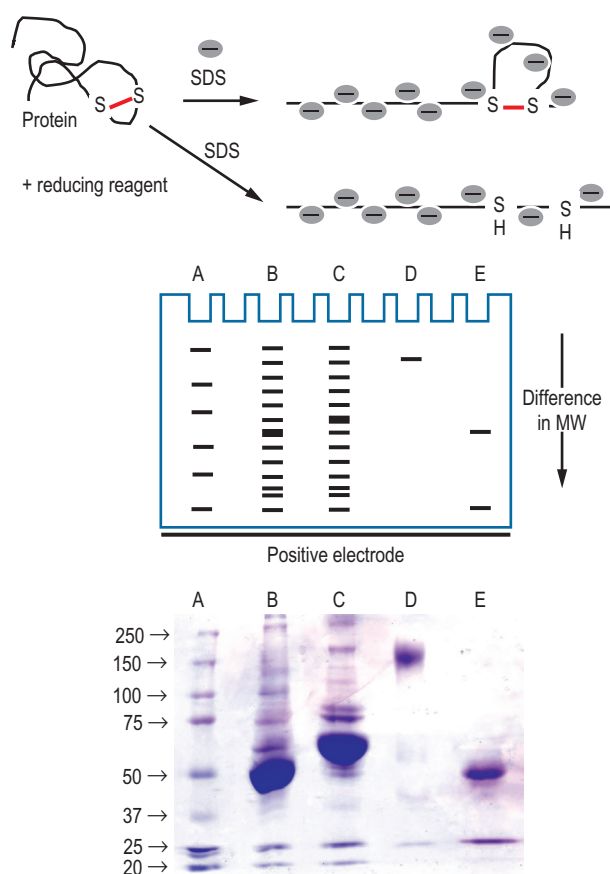 SDS
S S
Protein
S S
SDS
+ reducing reagent
S S
H H
A B C D E
Difference
in MW
Positive electrode
A B C D E
250 →
150 →
100 →
75 →
50 →
37 →
25 →
20 →